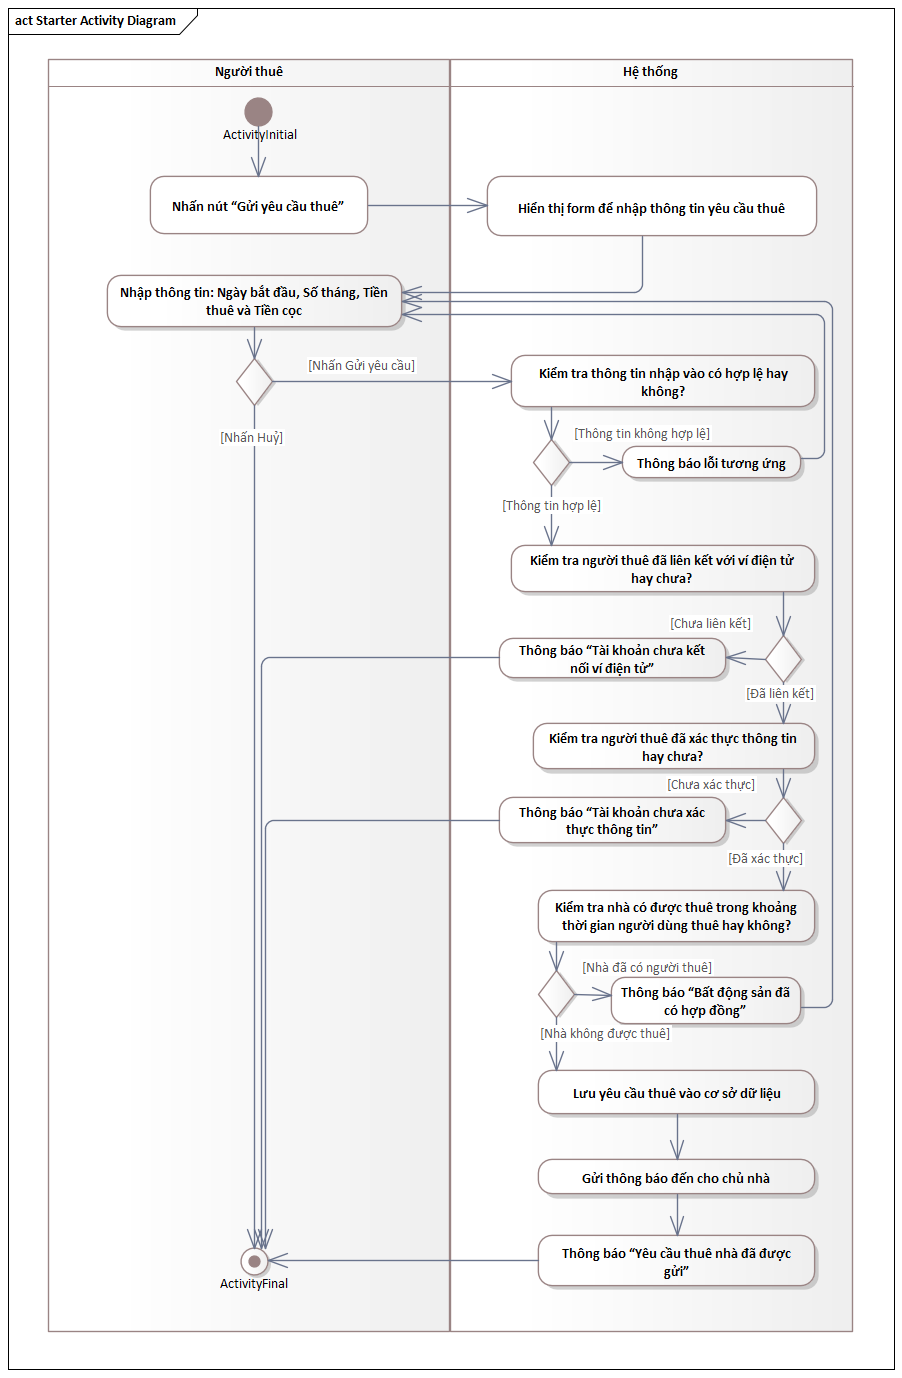 act Starter Activity Diagram
Người thuê
Hệ thống
ActivityInitial
Nhấn nút “Gửi yêu cầu thuê”
Hiển thị form để nhập thông tin yêu cầu thuê
Nhập thông tin: Ngày bắt đầu, Số tháng, Tiền
thuê và Tiền cọc
[Nhấn Gửi yêu cầu]
[Nhấn Huỷ]
Kiểm tra thông tin nhập vào có hợp lệ hay
không?
[Thông tin không hợp lệ]
Thông báo lỗi tương ứng
[Thông tin hợp lệ]
Kiểm tra người thuê đã liên kết với ví điện tử
hay chưa?
[Chưa liên kết]
Thông báo “Tài khoản chưa kết
nối ví điện tử”
[Đã liên kết]
Kiểm tra người thuê đã xác thực thông tin
hay chưa?
[Chưa xác thực]
Thông báo “Tài khoản chưa xác
thực thông tin”
[Đã xác thực]
Kiểm tra nhà có được thuê trong khoảng
thời gian người dùng thuê hay không?
[Nhà đã có người thuê]
Thông báo “Bất động sản đã
có hợp đồng”
[Nhà không được thuê]
Lưu yêu cầu thuê vào cơ sở dữ liệu
Gửi thông báo đến cho chủ nhà
Thông báo “Yêu cầu thuê nhà đã được
gửi”
ActivityFinal